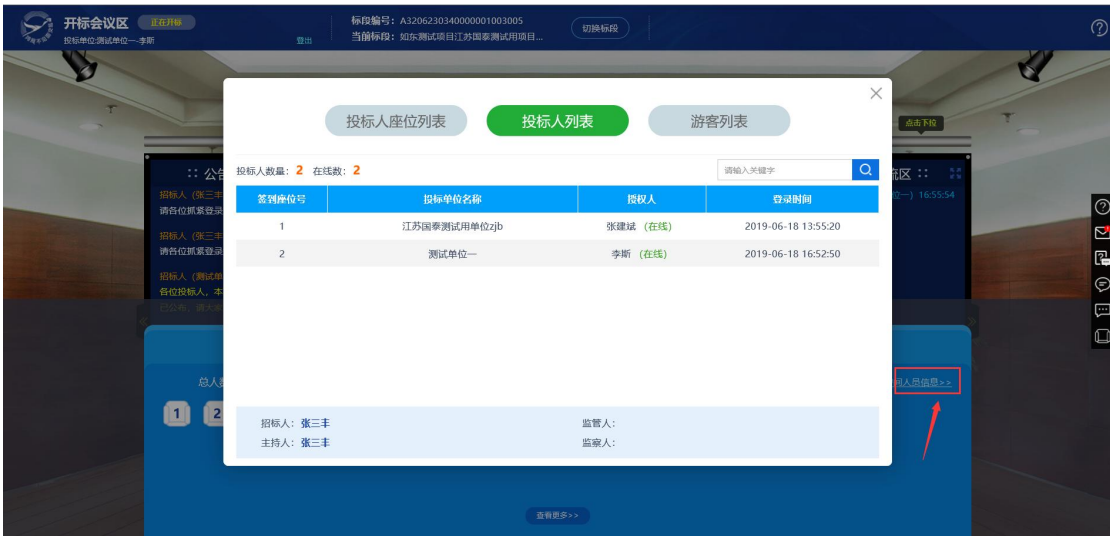 开标会议区 正在开标
投标单位:测试单位一-李斯
登出
标段编号：A3206230340000001003005
当前标段：如东测试项目江苏国泰测试用项目...
切换标段
点击下拉
投标人座位列表 投标人列表 游客列表
投标人数量：2 在线数：2
请输入关键字
签到座位号 投标单位名称 授权人 登录时间
1 江苏国泰测试用单位zjb 张建斌 (在线) 2019-06-18 13:55:20
2 测试单位一 李斯 (在线) 2019-06-18 16:52:50
招标人：张三丰 监管人：
主持人：张三丰 监察人：
:: 公告
招标人（张三丰
请各位抓紧登录
招标人（张三丰
请各位抓紧登录
招标人（测试单
各位投标人，本
流区 ::
位一）16:55:54
总人数
1 2
间人员信息>>
查看更多>>